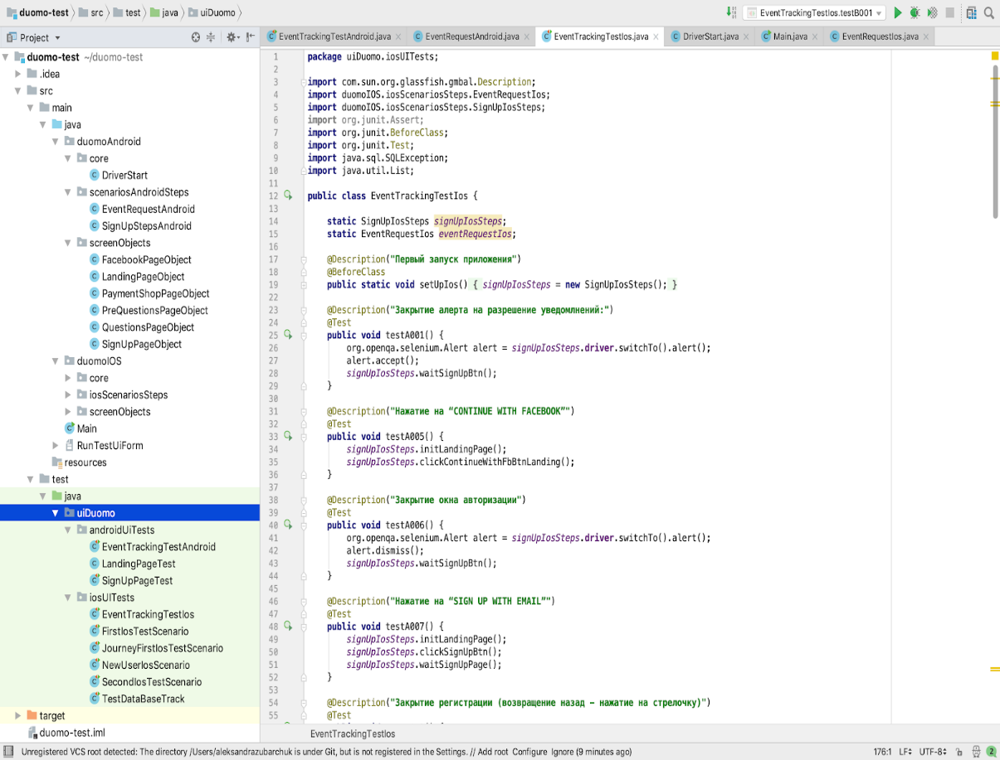 duomo-test src test java uiDuomo
EventTrackingTestIos.testB001
Project
EventTrackingTestAndroid.java EventRequestAndroid.java EventTrackingTestIos.java DriverStart.java Main.java EventRequestIos.java
duomo-test ~/duomo-test
.idea
src
main
java
duomoAndroid
core
DriverStart
scenariosAndroidSteps
EventRequestAndroid
SignUpStepsAndroid
screenObjects
FacebookPageObject
LandingPageObject
PaymentShopPageObject
PreQuestionsPageObject
QuestionsPageObject
SignUpPageObject
duomoIOS
core
iosScenariosSteps
screenObjects
Main
RunTestUiForm
resources
test
java
uiDuomo
androidUiTests
EventTrackingTestAndroid
LandingPageTest
SignUpPageTest
iosUITests
EventTrackingTestIos
FirstIosTestScenario
JourneyFirstIosTestScenario
NewUserIosScenario
SecondIosTestScenario
TestDataBaseTrack
target
duomo-test.iml
1 package uiDuomo.iosUITests;
2
3 import com.sun.org.glassfish.gmbal.Description;
4 import duomoIOS.iosScenariosSteps.EventRequestIos;
5 import duomoIOS.iosScenariosSteps.SignUpIosSteps;
6 import org.junit.Assert;
7 import org.junit.BeforeClass;
8 import org.junit.Test;
9 import java.sql.SQLException;
10 import java.util.List;
11
12 public class EventTrackingTestIos {
13
14 static SignUpIosSteps signUpIosSteps;
15 static EventRequestIos eventRequestIos;
16
17 @Description("Первый запуск приложения")
18 @BeforeClass
19 public static void setUpIos() { signUpIosSteps = new SignUpIosSteps(); }
22
23 @Description("Закрытие алерта на разрешение уведомлнений:")
24 @Test
25 public void testA001() {
26 org.openqa.selenium.Alert alert = signUpIosSteps.driver.switchTo().alert();
27 alert.accept();
28 signUpIosSteps.waitSignUpBtn();
29 }
30
31 @Description("Нажатие на “CONTINUE WITH FACEBOOK”")
32 @Test
33 public void testA005() {
34 signUpIosSteps.initLandingPage();
35 signUpIosSteps.clickContinueWithFbBtnLanding();
36 }
37
38 @Description("Закрытие окна авторизации")
39 @Test
40 public void testA006() {
41 org.openqa.selenium.Alert alert = signUpIosSteps.driver.switchTo().alert();
42 alert.dismiss();
43 signUpIosSteps.waitSignUpBtn();
44 }
45
46 @Description("Нажатие на “SIGN UP WITH EMAIL”")
47 @Test
48 public void testA007() {
49 signUpIosSteps.initLandingPage();
50 signUpIosSteps.clickSignUpBtn();
51 signUpIosSteps.waitSignUpPage();
52 }
53
54 @Description("Закрытие регистрации (возвращение назад – нажатие на стрелочку)")
55 @Test
EventTrackingTestIos
Unregistered VCS root detected: The directory /Users/aleksandrazubarchuk is under Git, but is not registered in the Settings. // Add root Configure Ignore (9 minutes ago)
176:1 LF UTF-8 2